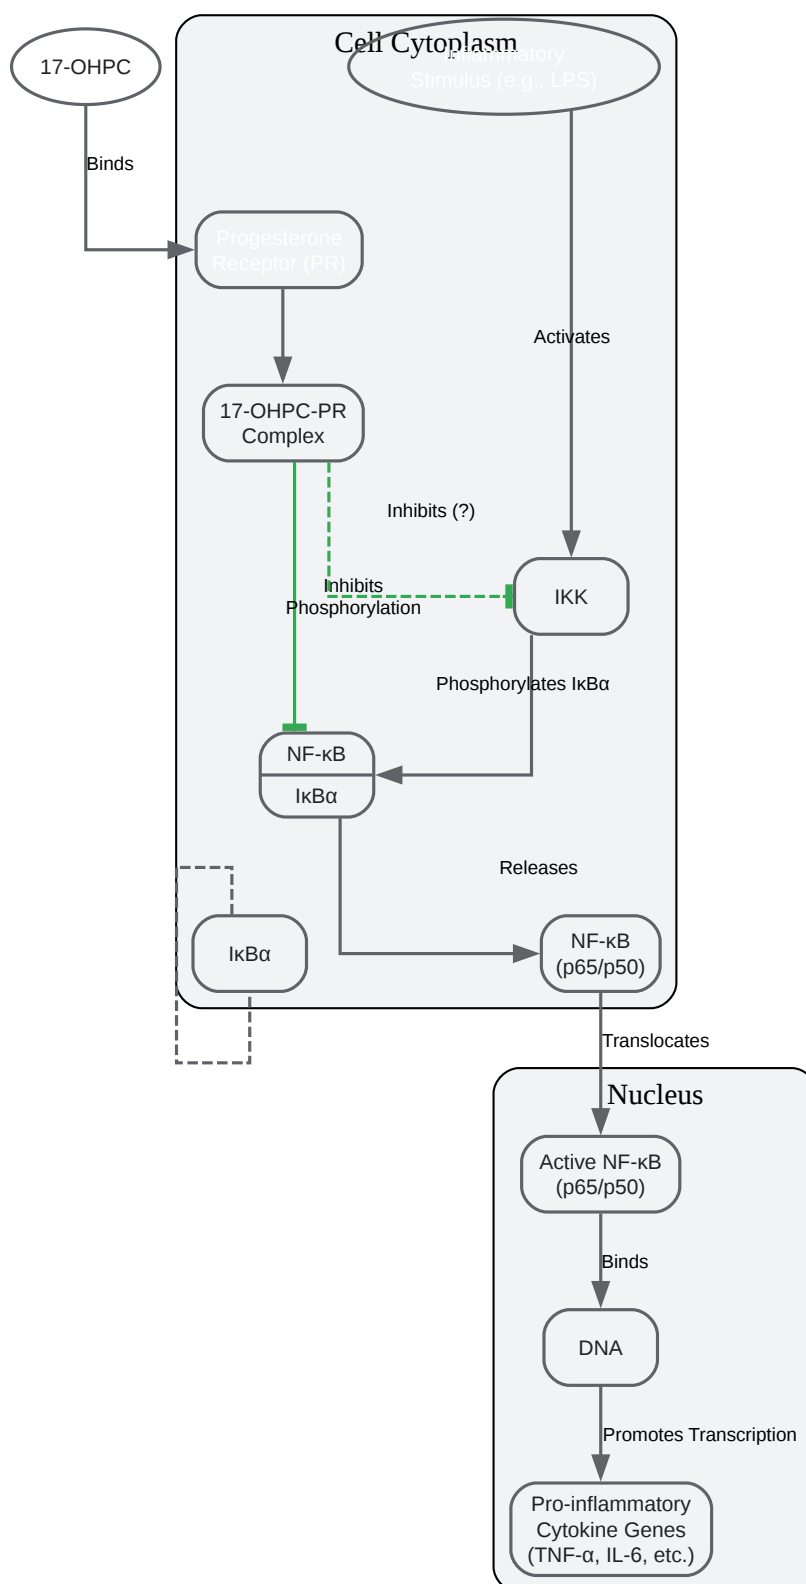 Cell Cytoplasm
17-OHPC
Inflammatory
Stimulus (e.g., LPS)
Binds
Progesterone
Receptor (PR)
Activates
17-OHPC-PR
Complex
Inhibits (?)
Inhibits
Phosphorylation
IKK
Phosphorylates IκBα
NF-κB
IκBα
Releases
IκBα
NF-κB
(p65/p50)
Translocates
Nucleus
Active NF-κB
(p65/p50)
Binds
DNA
Promotes Transcription
Pro-inflammatory
Cytokine Genes
(TNF-α, IL-6, etc.)